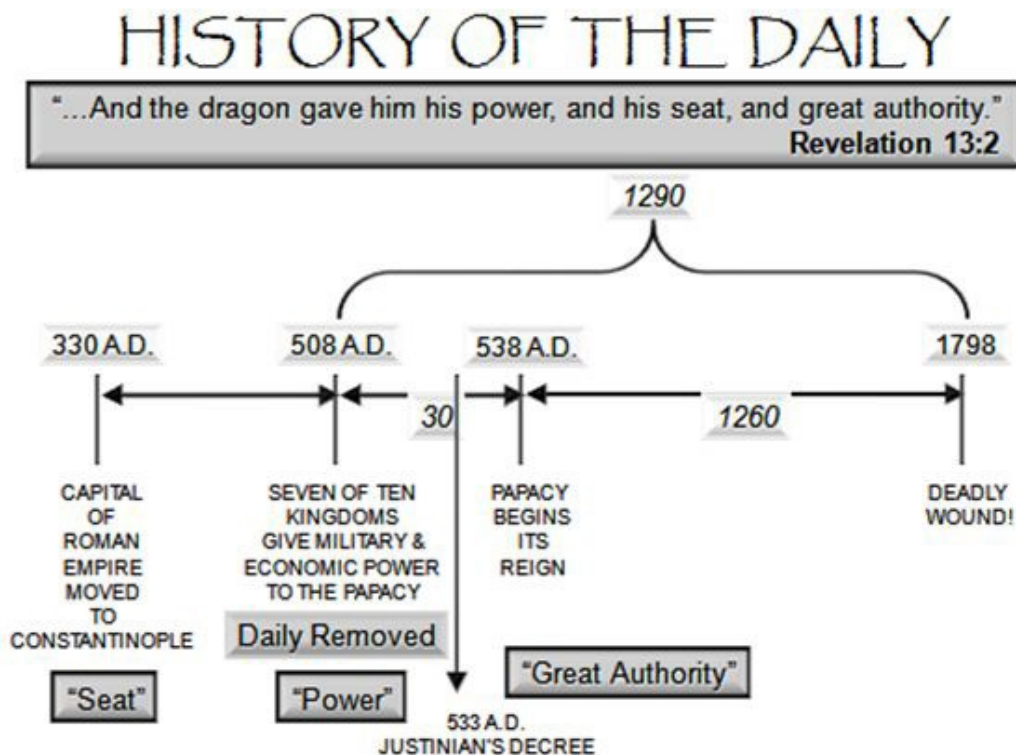 HISTORY OF THE DAILY
“...And the dragon gave him his power, and his seat, and great authority.”
Revelation 13:2
1290
330 A.D.
508 A.D.
538 A.D.
1798
30
1260
CAPITAL
OF
ROMAN
EMPIRE
MOVED
TO
CONSTANTINOPLE
“Seat”
SEVEN OF TEN
KINGDOMS
GIVE MILITARY &
ECONOMIC POWER
TO THE PAPACY
Daily Removed
“Power”
PAPACY
BEGINS
ITS
REIGN
“Great Authority”
DEADLY
WOUND!
533 A.D.
JUSTINIAN'S DECREE